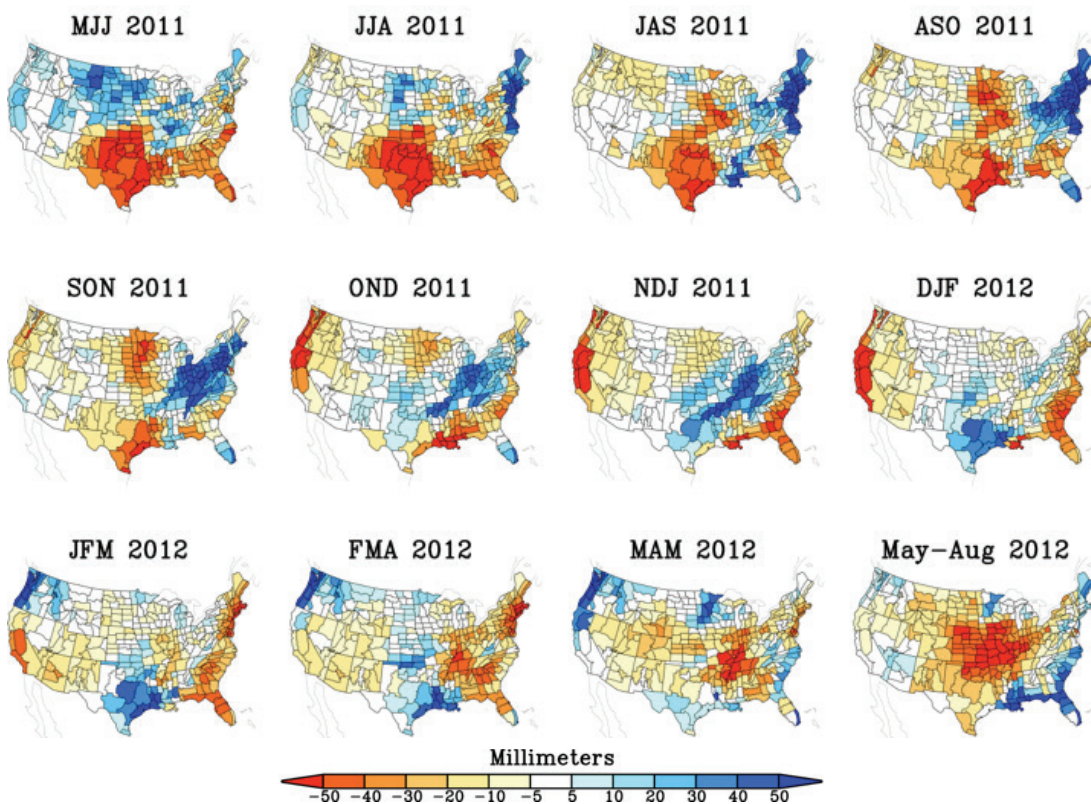 MJJ 2011 JJA 2011 JAS 2011 ASO 2011
SON 2011 OND 2011 NDJ 2011 DJF 2012
JFM 2012 FMA 2012 MAM 2012 May-Aug 2012
Millimeters
-50 -40 -30 -20 -10 -5 5 10 20 30 40 50